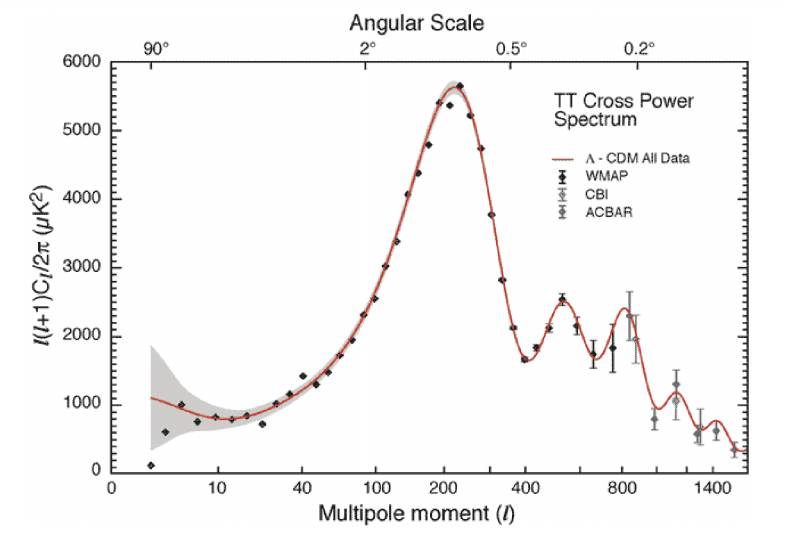 Angular Scale
90° 2° 0.5° 0.2°
6000
5000
4000
3000
2000
1000
0
l(l+1)Cl/2π (μK²)
TT Cross Power
Spectrum
Λ - CDM All Data
WMAP
CBI
ACBAR
0 10 40 100 200 400 800 1400
Multipole moment (l)